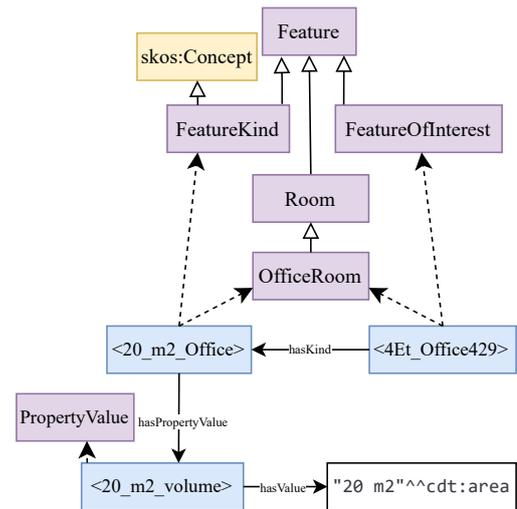 Feature
skos:Concept
FeatureKind
FeatureOfInterest
Room
OfficeRoom
<20_m2_Office>
hasKind
<4Et_Office429>
PropertyValue
hasPropertyValue
<20_m2_volume>
hasValue
"20 m2"^^cdt:area